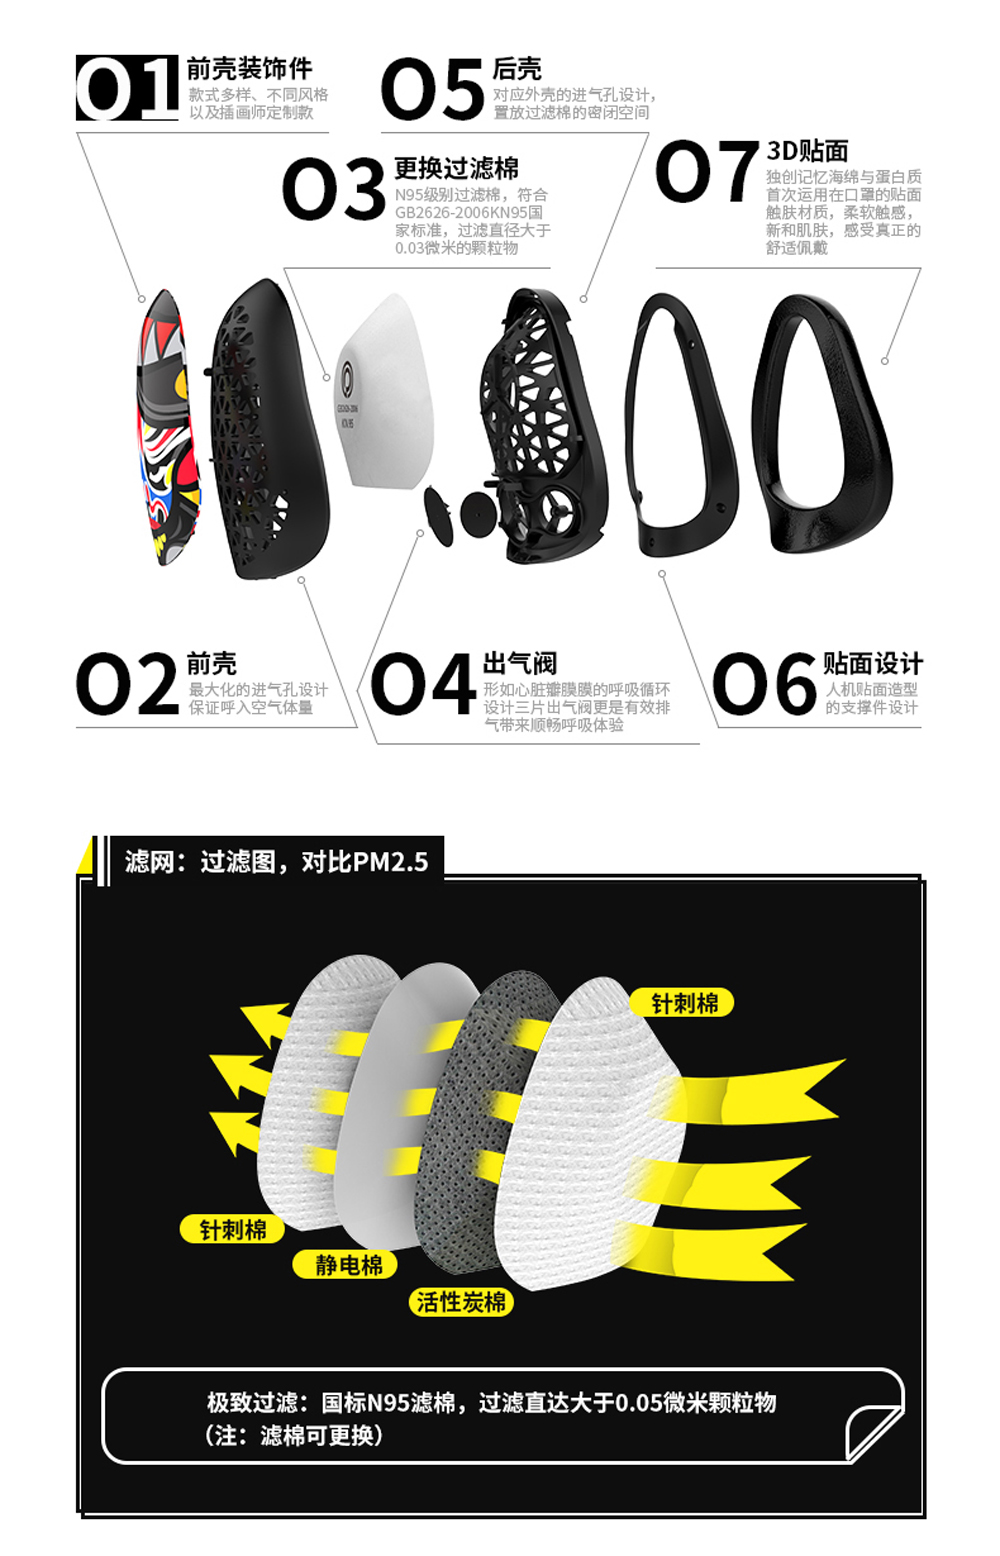 01 前壳装饰件
款式多样、不同风格
以及插画师定制款
05 后壳
对应外壳的进气孔设计，
置放过滤棉的密闭空间
03 更换过滤棉
N95级别过滤棉，符合
GB2626-2006KN95国
家标准，过滤直径大于
0.03微米的颗粒物
07 3D贴面
独创记忆海绵与蛋白质
首次运用在口罩的贴面
触肤材质，柔软触感，
新和肌肤，感受真正的
舒适佩戴
02 前壳
最大化的进气孔设计
保证呼入空气体量
04 出气阀
形如心脏瓣膜膜的呼吸循环
设计三片出气阀更是有效排
气带来顺畅呼吸体验
06 贴面设计
人机贴面造型
的支撑件设计
滤网：过滤图，对比PM2.5
针刺棉
针刺棉
静电棉
活性炭棉
极致过滤：国标N95滤棉，过滤直达大于0.05微米颗粒物
（注：滤棉可更换）